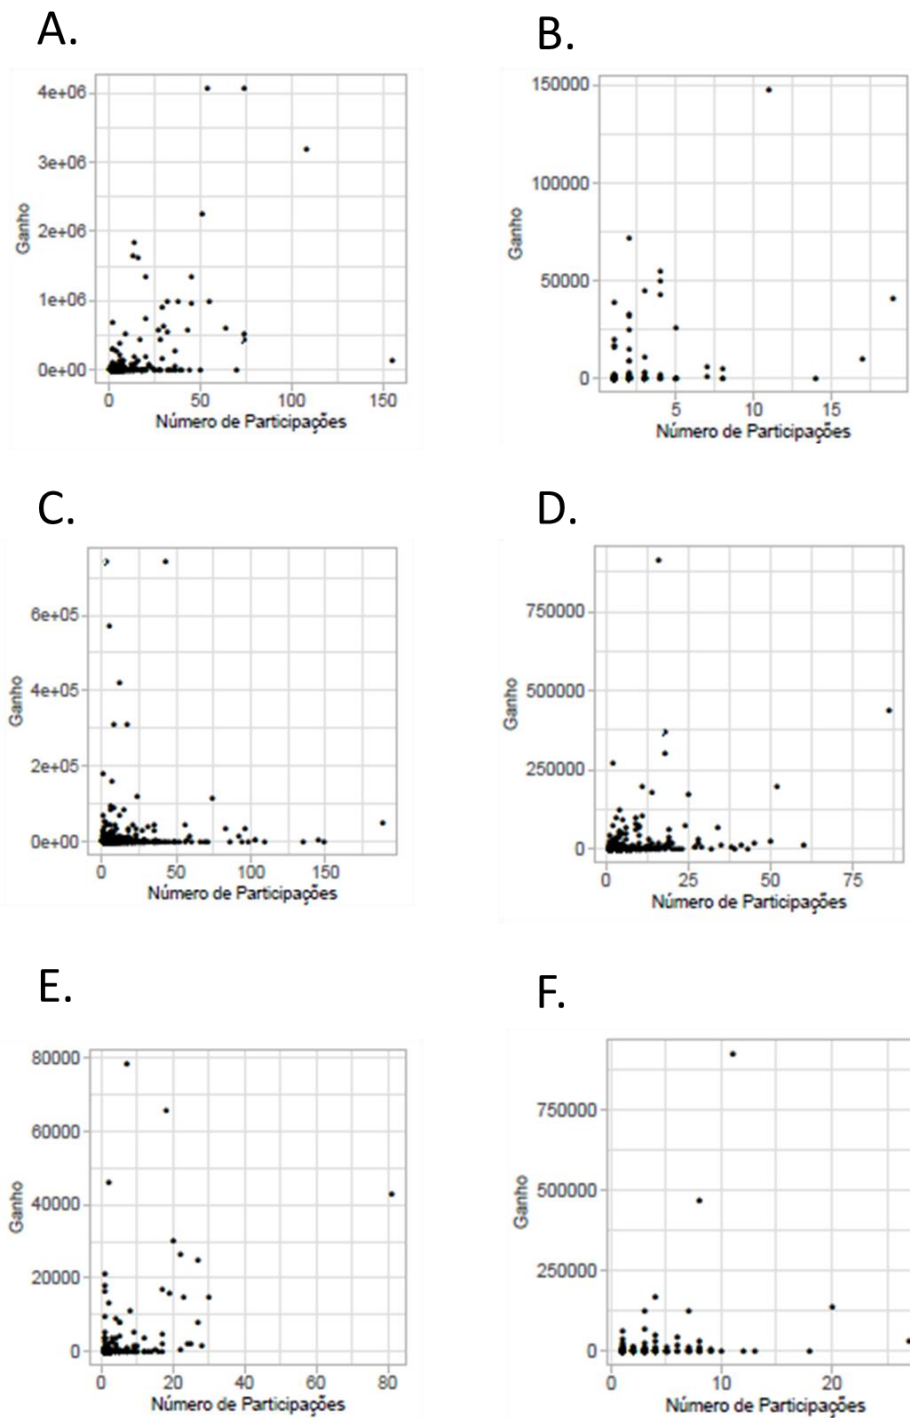 A.
B.
4e+06
3e+06
2e+06
1e+06
0e+00
Ganho
0 50 100 150
Número de Participações
150000
100000
50000
0
Ganho
5 10 15
Número de Participações
C.
D.
6e+05
4e+05
2e+05
0e+00
Ganho
0 50 100 150
Número de Participações
750000
500000
250000
0
Ganho
0 25 50 75
Número de Participações
E.
F.
80000
60000
40000
20000
0
Ganho
0 20 40 60 80
Número de Participações
750000
500000
250000
0
Ganho
0 10 20
Número de Participações